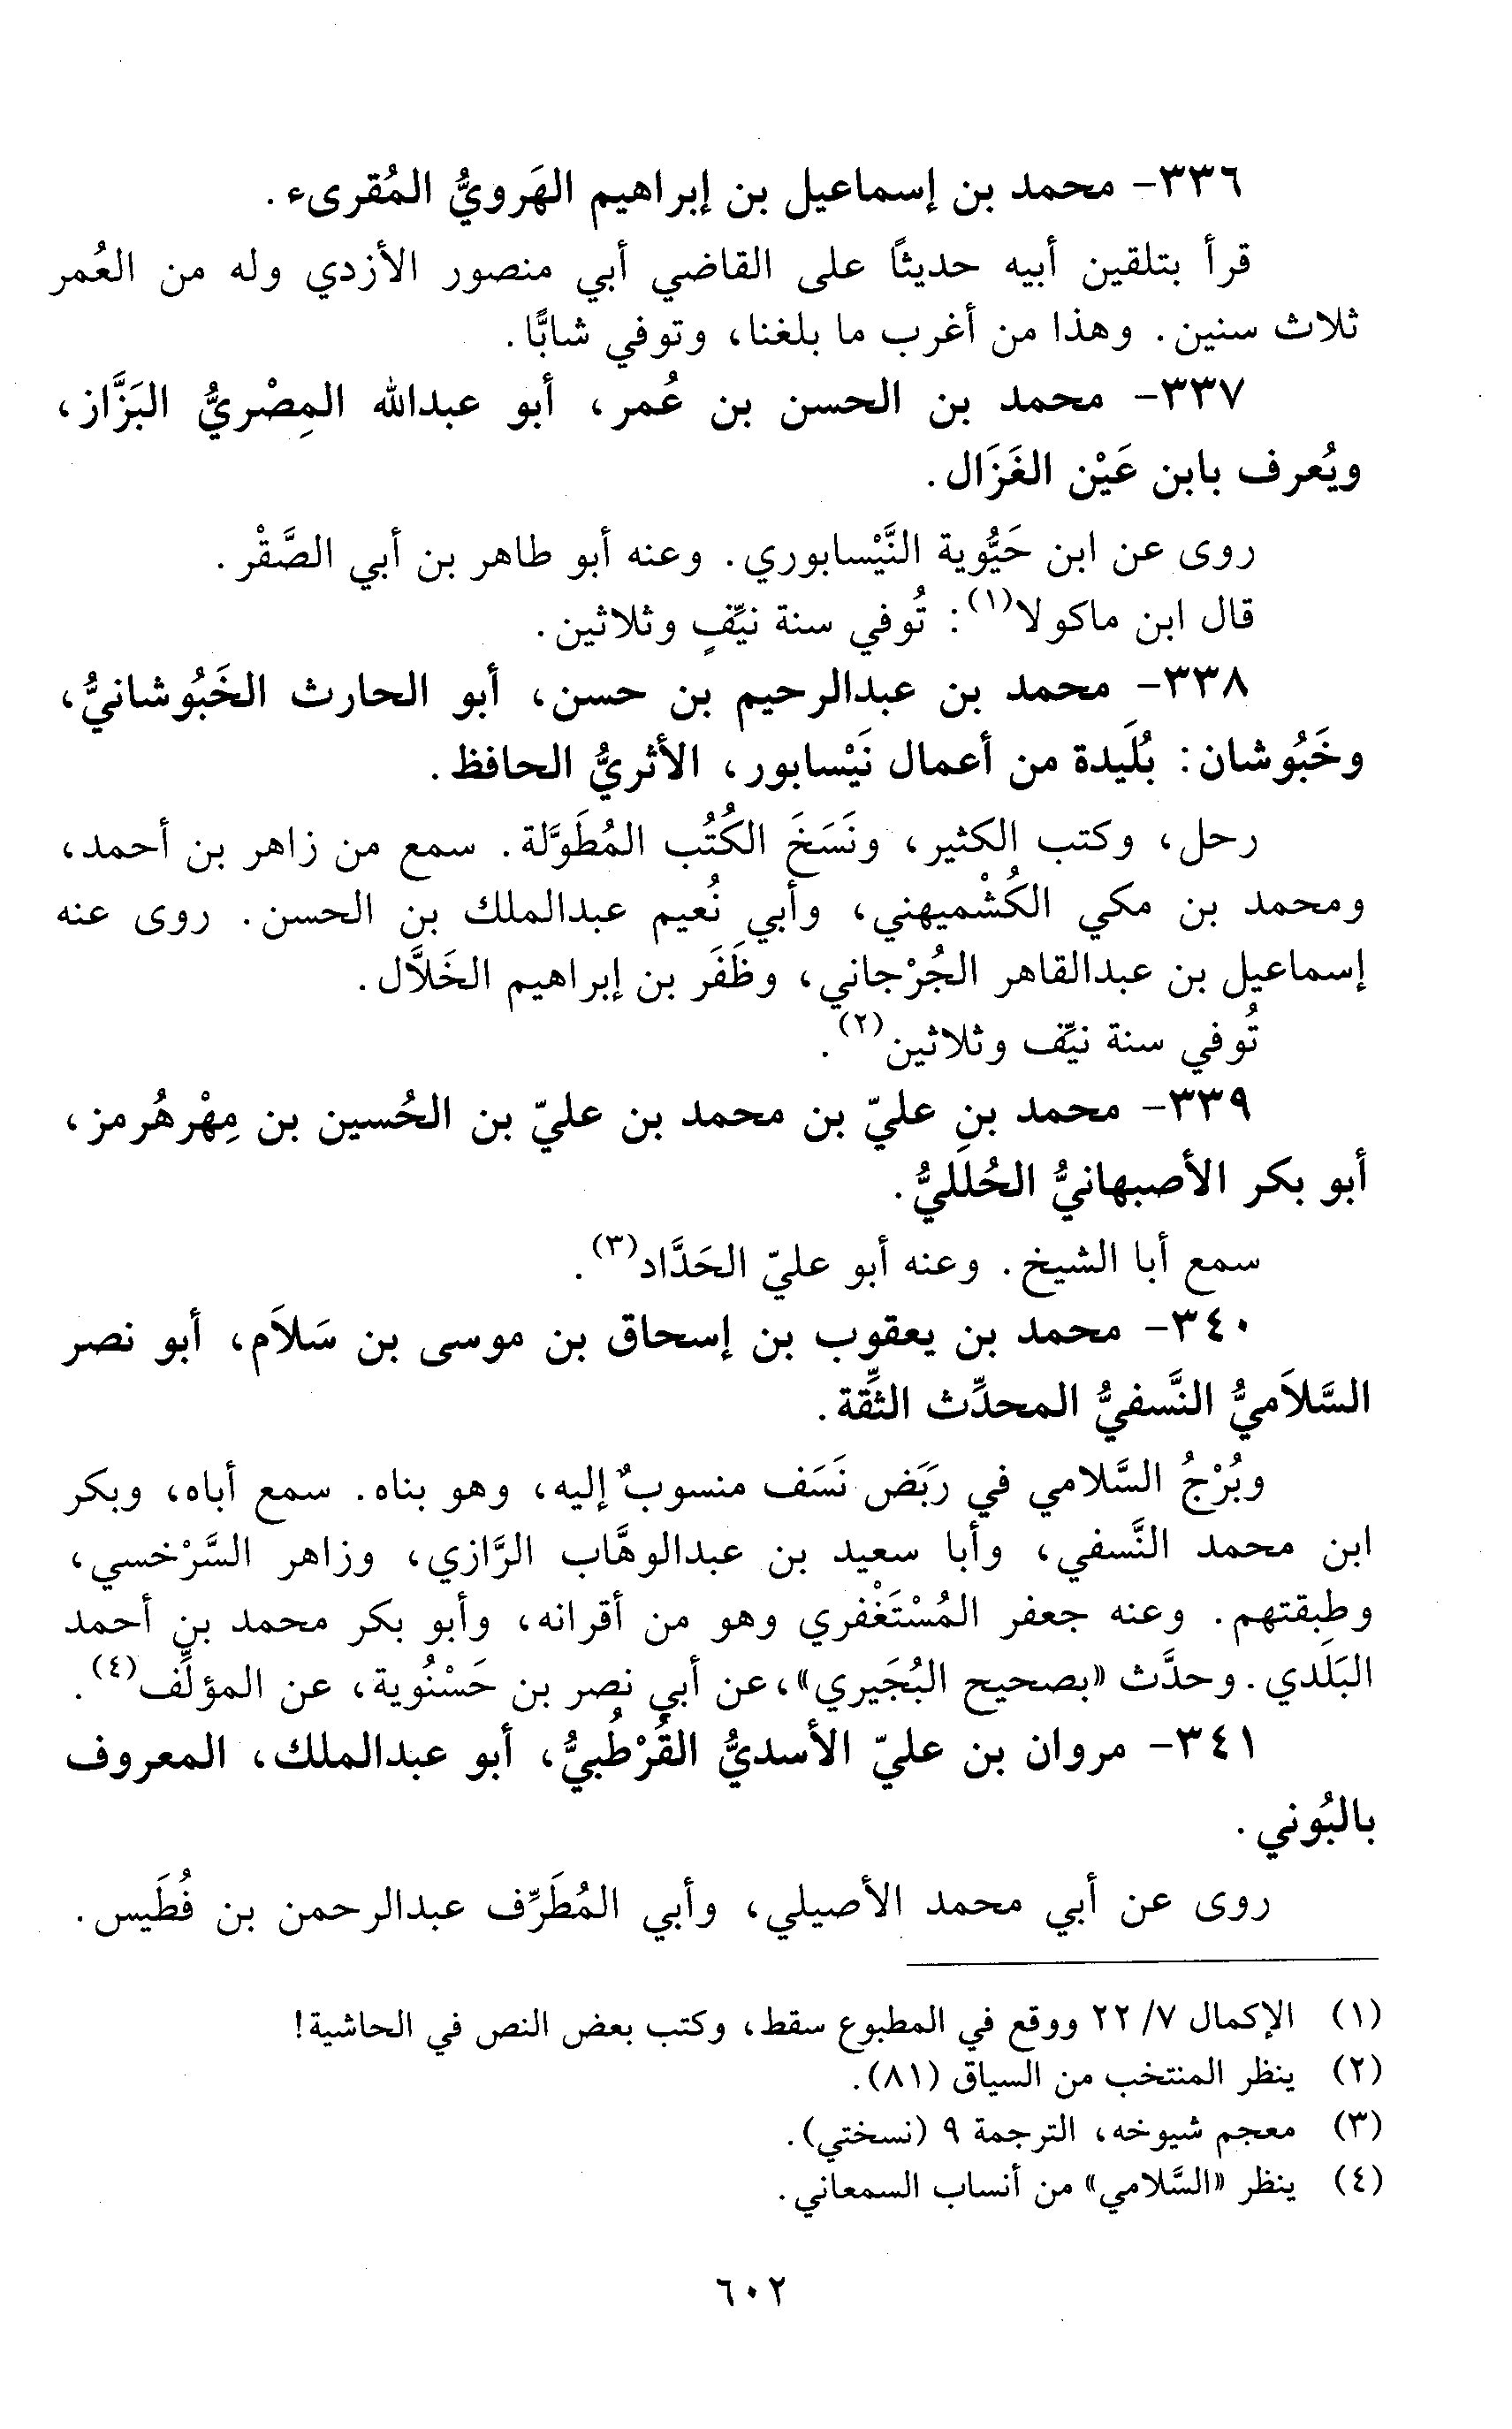 ٣٣٦- محمد بن إسماعيل بن إبراهيم الهَرويُّ المُقرىء.
قرأ بتلقين أبيه حديثًا على القاضي أبي منصور الأزدي وله من العُمر
ثلاث سنين. وهذا من أغرب ما بلغنا، وتوفي شابًّا.
٣٣٧- محمد بن الحسن بن عُمر، أبو عبدالله المِصْريُّ البَزَّاز،
ويُعرف بابن عَيْن الغَزَال.
روى عن ابن حَيُّوية النَّيْسابوري. وعنه أبو طاهر بن أبي الصَّقْر.
قال ابن ماكولا(١): تُوفي سنة نيِّفٍ وثلاثين.
٣٣٨- محمد بن عبدالرحيم بن حسن، أبو الحارث الخَبُوشانيُّ،
وخَبُوشان: بُلَيدة من أعمال نَيْسابور، الأثريُّ الحافظ.
رحل، وكتب الكثير، ونَسَخَ الكُتُب المُطَوَّلة. سمع من زاهر بن أحمد،
ومحمد بن مكي الكُشْميهني، وأبي نُعيم عبدالملك بن الحسن. روى عنه
إسماعيل بن عبدالقاهر الجُرْجاني، وظَفَر بن إبراهيم الخَلَّال.
تُوفي سنة نيِّف وثلاثين(٢).
٣٣٩- محمد بن عليّ بن محمد بن عليّ بن الحُسين بن مِهْرهُرمز،
أبو بكر الأصبهانيُّ الحُلَليُّ.
سمع أبا الشيخ. وعنه أبو عليّ الحَدَّاد(٣).
٣٤٠- محمد بن يعقوب بن إسحاق بن موسى بن سَلاَم، أبو نصر
السَّلاَميُّ النَّسفيُّ المحدِّث الثِّقة.
وبُرْجُ السَّلامي في رَبَض نَسَف منسوبٌ إليه، وهو بناه. سمع أباه، وبكر
ابن محمد النَّسفي، وأبا سعيد بن عبدالوهَّاب الرَّازي، وزاهر السَّرْخسي،
وطبقتهم. وعنه جعفر المُسْتَغْفري وهو من أقرانه، وأبو بكر محمد بن أحمد
البَلَدي. وحدَّث «بصحيح البُجَيري»، عن أبي نصر بن حَسْنُوية، عن المؤلِّف(٤).
٣٤١- مروان بن عليّ الأسديُّ القُرْطُبيُّ، أبو عبدالملك، المعروف
بالبُوني.
روى عن أبي محمد الأصيلي، وأبي المُطَرِّف عبدالرحمن بن فُطَيس.
(١) الإكمال ٧/ ٢٢ ووقع في المطبوع سقط، وكتب بعض النص في الحاشية!
(٢) ينظر المنتخب من السياق (٨١).
(٣) معجم شيوخه، الترجمة ٩ (نسختي).
(٤) ينظر «السَّلامي» من أنساب السمعاني.
٦٠٢